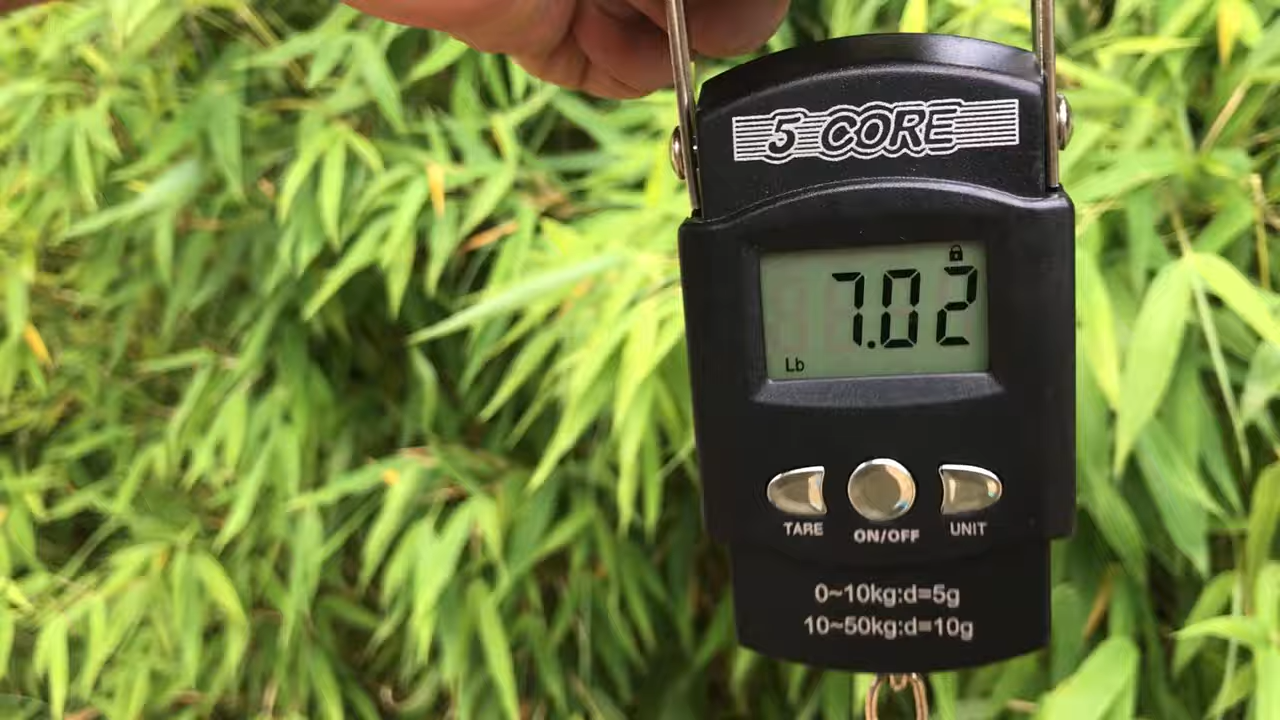 5 CORE
7.02
Lb
TARE ON/OFF UNIT
0~10kg:d=5g
10~50kg:d=10g